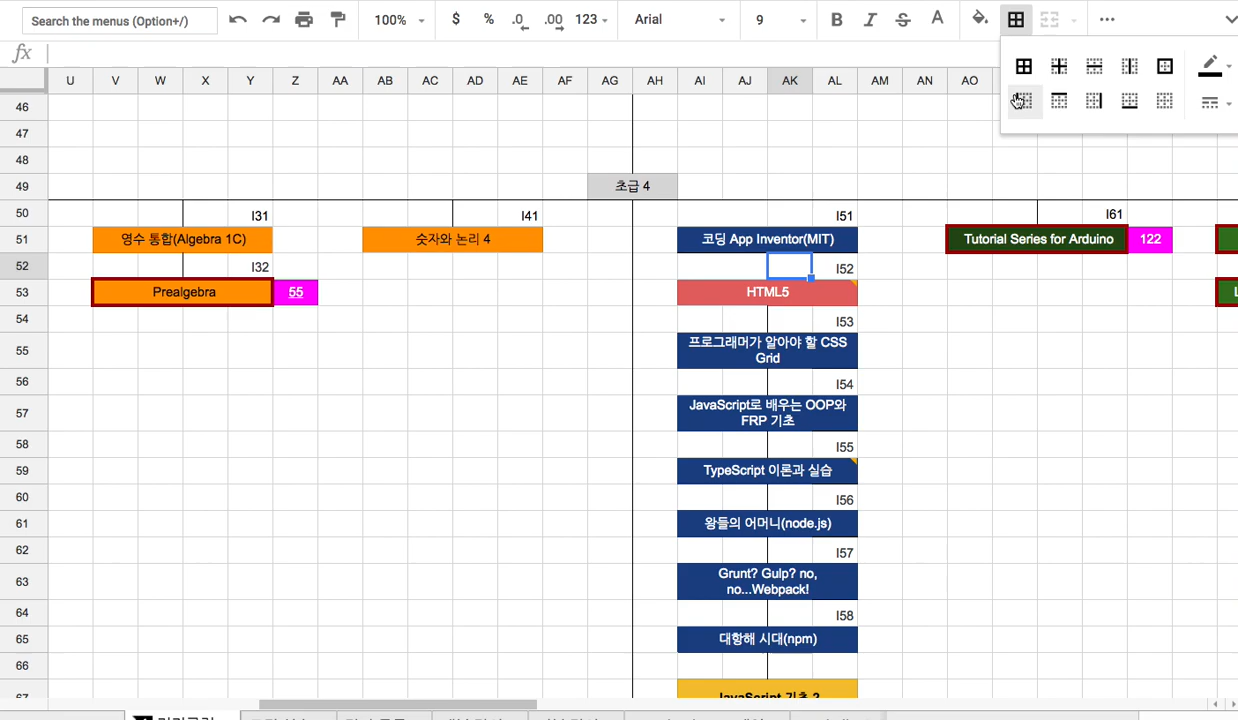 Search the menus (Option+/)
100%
$
%
.0
.00
123
Arial
9
B
I
S
A
fx
U V W X Y Z AA AB AC AD AE AF AG AH AI AJ AK AL AM AN AO
46
47
48
49 초급 4
50 I31 I41 I51 I61
51 영수 통합(Algebra 1C) 숫자와 논리 4 코딩 App Inventor(MIT) Tutorial Series for Arduino 122
52 I32 I52
53 Prealgebra 55 HTML5
54 I53
55 프로그래머가 알아야 할 CSS
Grid
56 I54
57 JavaScript로 배우는 OOP와
FRP 기초
58 I55
59 TypeScript 이론과 실습
60 I56
61 왕들의 어머니(node.js)
62 I57
63 Grunt? Gulp? no,
no...Webpack!
64 I58
65 대항해 시대(npm)
66
67 JavaScript 기초 2